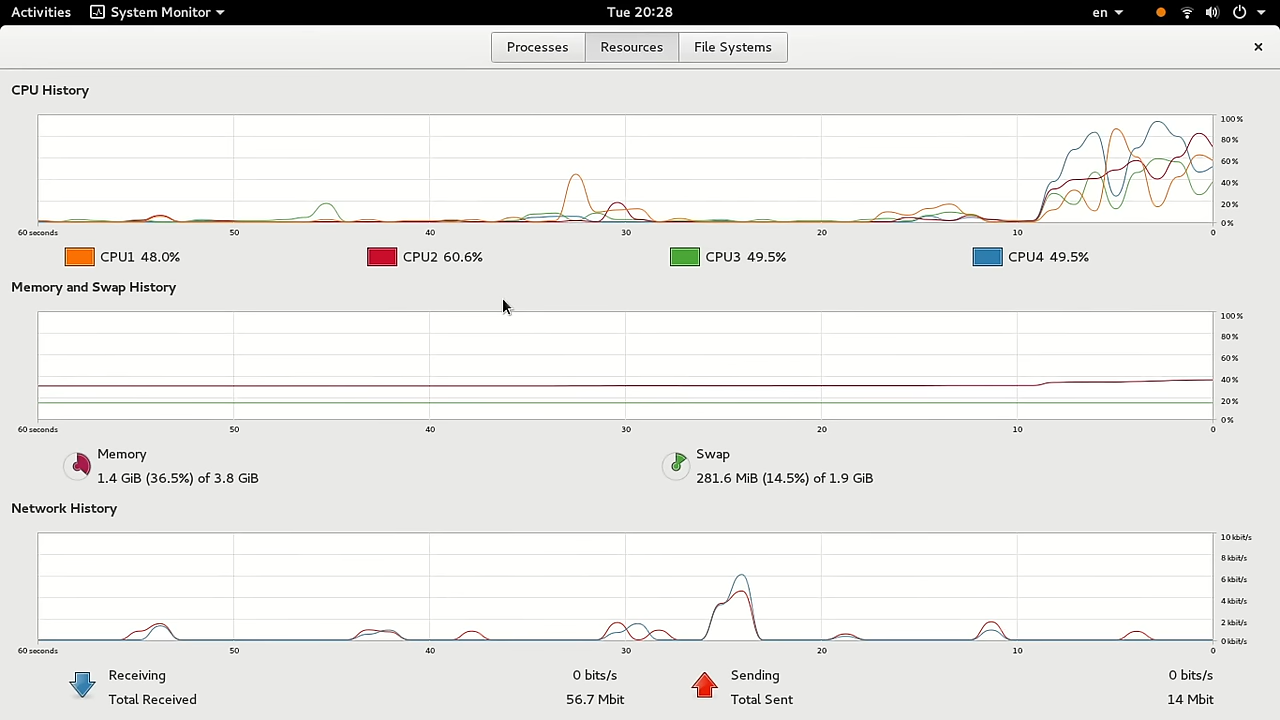 Activities System Monitor Tue 20:28 en
Processes Resources File Systems
CPU History
100 %
80 %
60 %
40 %
20 %
0 %
60 seconds 50 40 30 20 10 0
CPU1 48.0% CPU2 60.6% CPU3 49.5% CPU4 49.5%
Memory and Swap History
100 %
80 %
60 %
40 %
20 %
0 %
60 seconds 50 40 30 20 10 0
Memory Swap
1.4 GiB (36.5%) of 3.8 GiB 281.6 MiB (14.5%) of 1.9 GiB
Network History
10 kbit/s
8 kbit/s
6 kbit/s
4 kbit/s
2 kbit/s
0 kbit/s
60 seconds 50 40 30 20 10 0
Receiving 0 bits/s Sending 0 bits/s
Total Received 56.7 Mbit Total Sent 14 Mbit